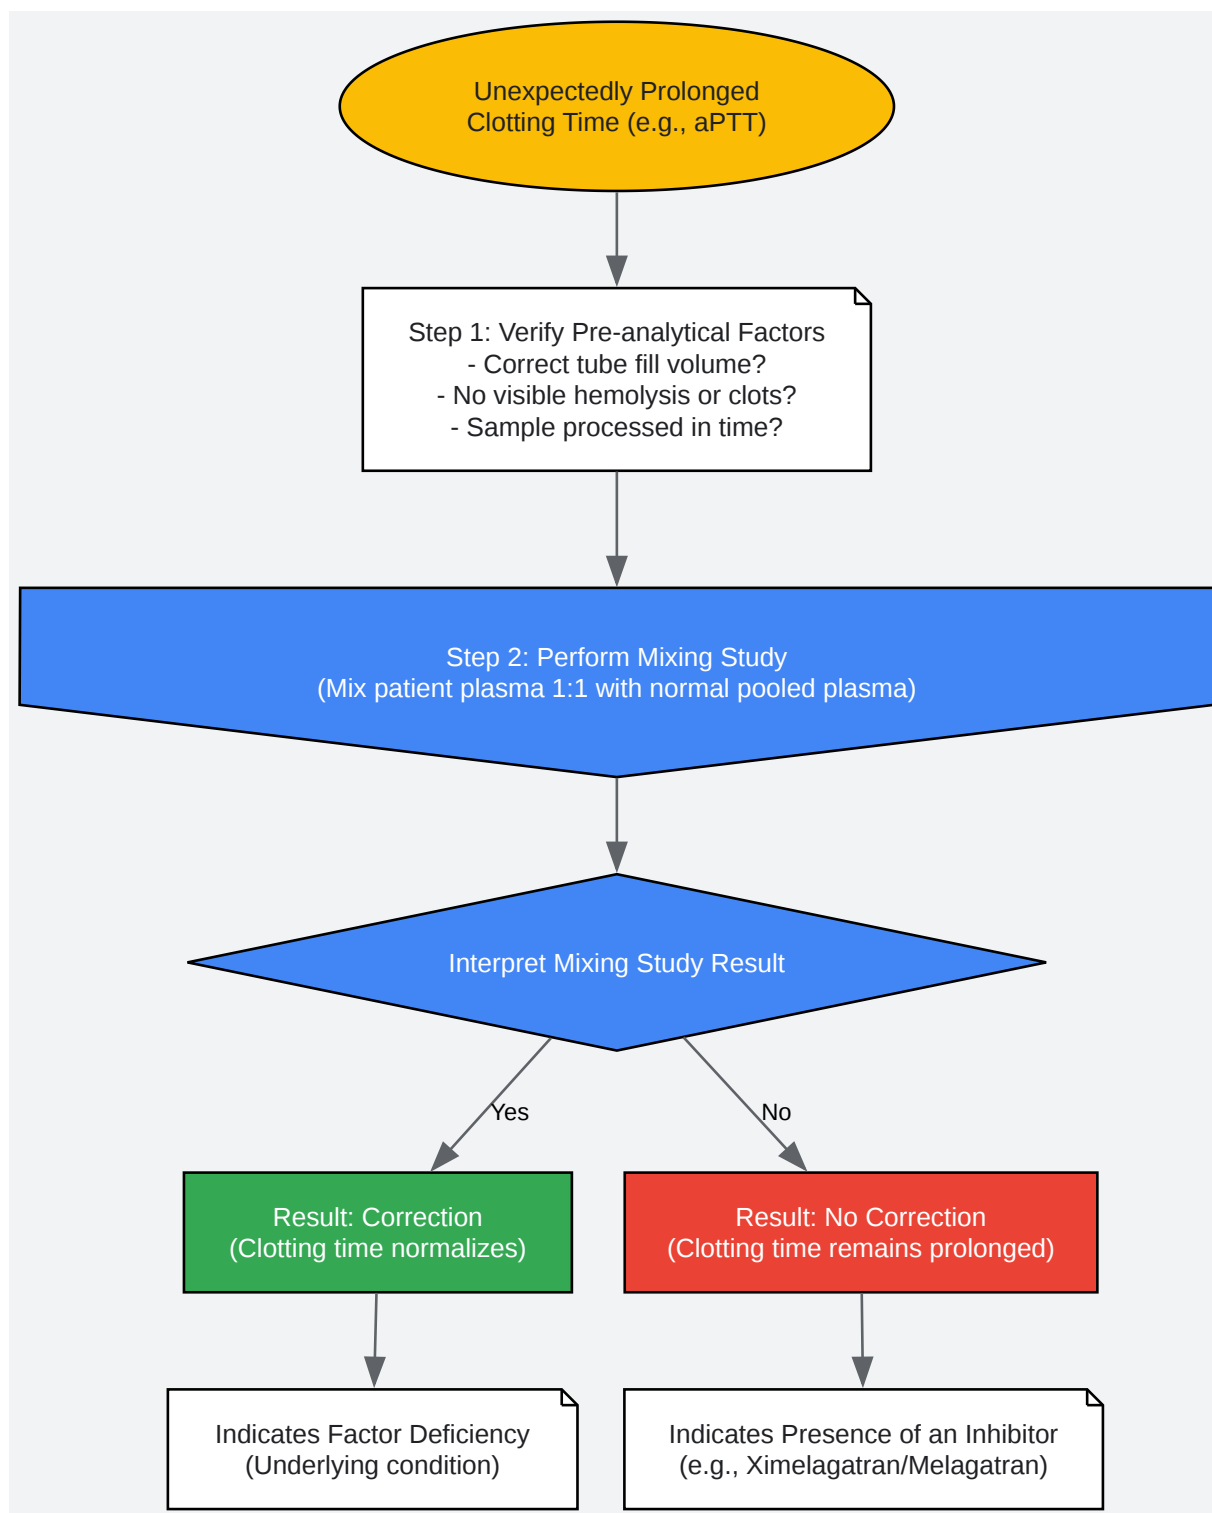 Unexpectedly Prolonged
Clotting Time (e.g., aPTT)
Step 1: Verify Pre-analytical Factors
- Correct tube fill volume?
- No visible hemolysis or clots?
- Sample processed in time?
Step 2: Perform Mixing Study
(Mix patient plasma 1:1 with normal pooled plasma)
Interpret Mixing Study Result
Yes
No
Result: Correction
(Clotting time normalizes)
Result: No Correction
(Clotting time remains prolonged)
Indicates Factor Deficiency
(Underlying condition)
Indicates Presence of an Inhibitor
(e.g., Ximelagatran/Melagatran)